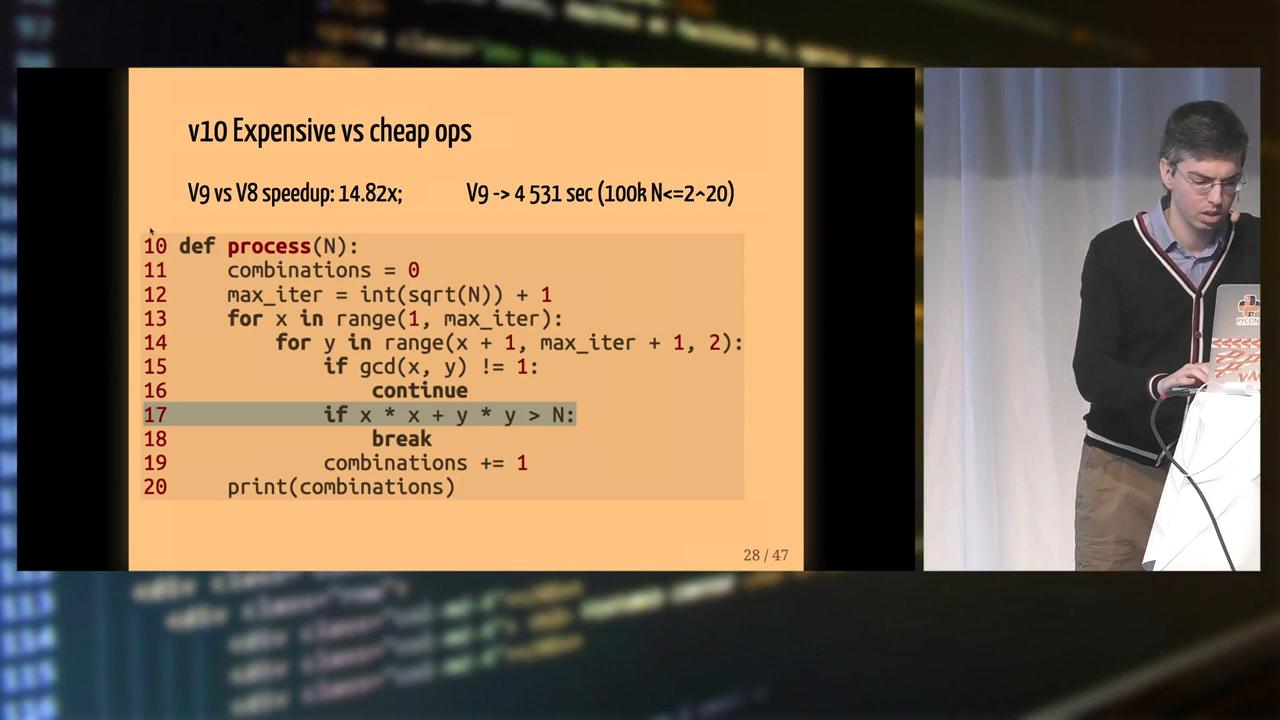 v10 Expensive vs cheap ops
V9 vs V8 speedup: 14.82x; V9 -> 4 531 sec (100k N<=2^20)
10 def process(N):
11     combinations = 0
12     max_iter = int(sqrt(N)) + 1
13     for x in range(1, max_iter):
14         for y in range(x + 1, max_iter + 1, 2):
15             if gcd(x, y) != 1:
16                 continue
17             if x * x + y * y > N:
18                 break
19             combinations += 1
20     print(combinations)
28 / 47
PYCON